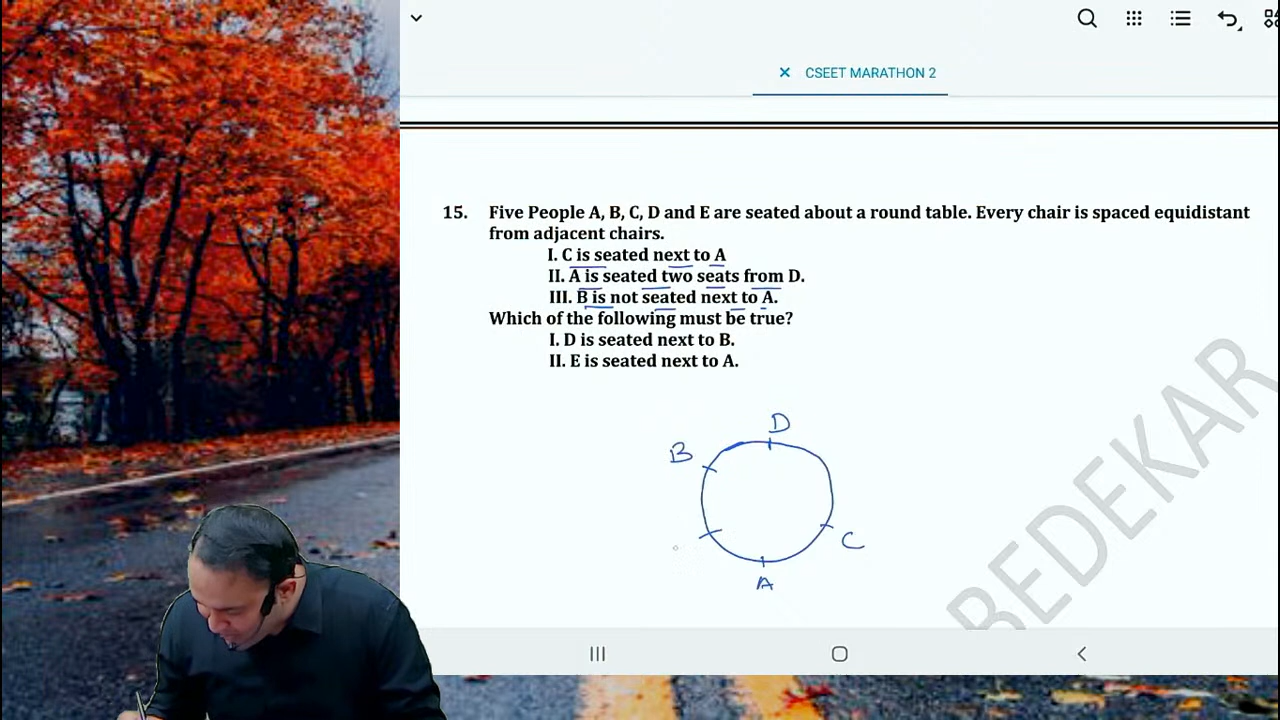 CSEET MARATHON 2
15. Five People A, B, C, D and E are seated about a round table. Every chair is spaced equidistant
from adjacent chairs.
I. C is seated next to A
II. A is seated two seats from D.
III. B is not seated next to A.
Which of the following must be true?
I. D is seated next to B.
II. E is seated next to A.
D
B
C
A
BEDEKAR